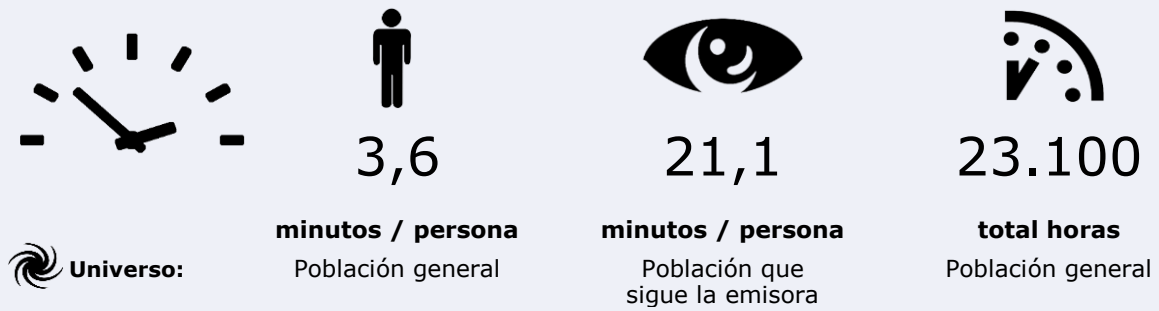 3,6 21,1 23.100
minutos / persona minutos / persona total horas
Universo: Población general Población que Población general
sigue la emisora